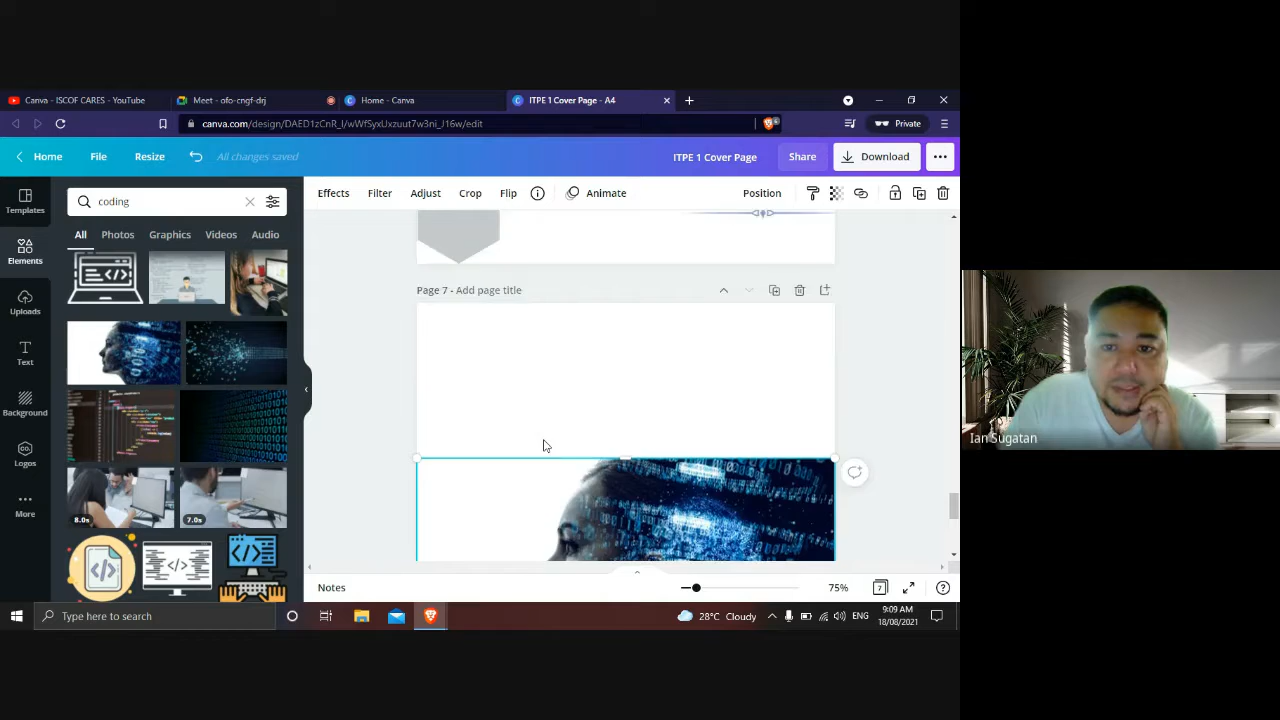 Canva - ISCOF CARES - YouTube
Meet - ofo-cngf-drj
Home - Canva
ITPE 1 Cover Page - A4
canva.com/design/DAED1zCnR_I/wWfSyxUxzuut7w3ni_J16w/edit
Private
Home
File
Resize
All changes saved
ITPE 1 Cover Page
Share
Download
Templates
Elements
Uploads
Text
Background
Logos
More
coding
All
Photos
Graphics
Videos
Audio
8.0s
7.0s
Effects
Filter
Adjust
Crop
Flip
Animate
Position
Page 7 - Add page title
Notes
75%
7
Type here to search
28°C Cloudy
ENG
9:09 AM
18/08/2021
Ian Sugatan